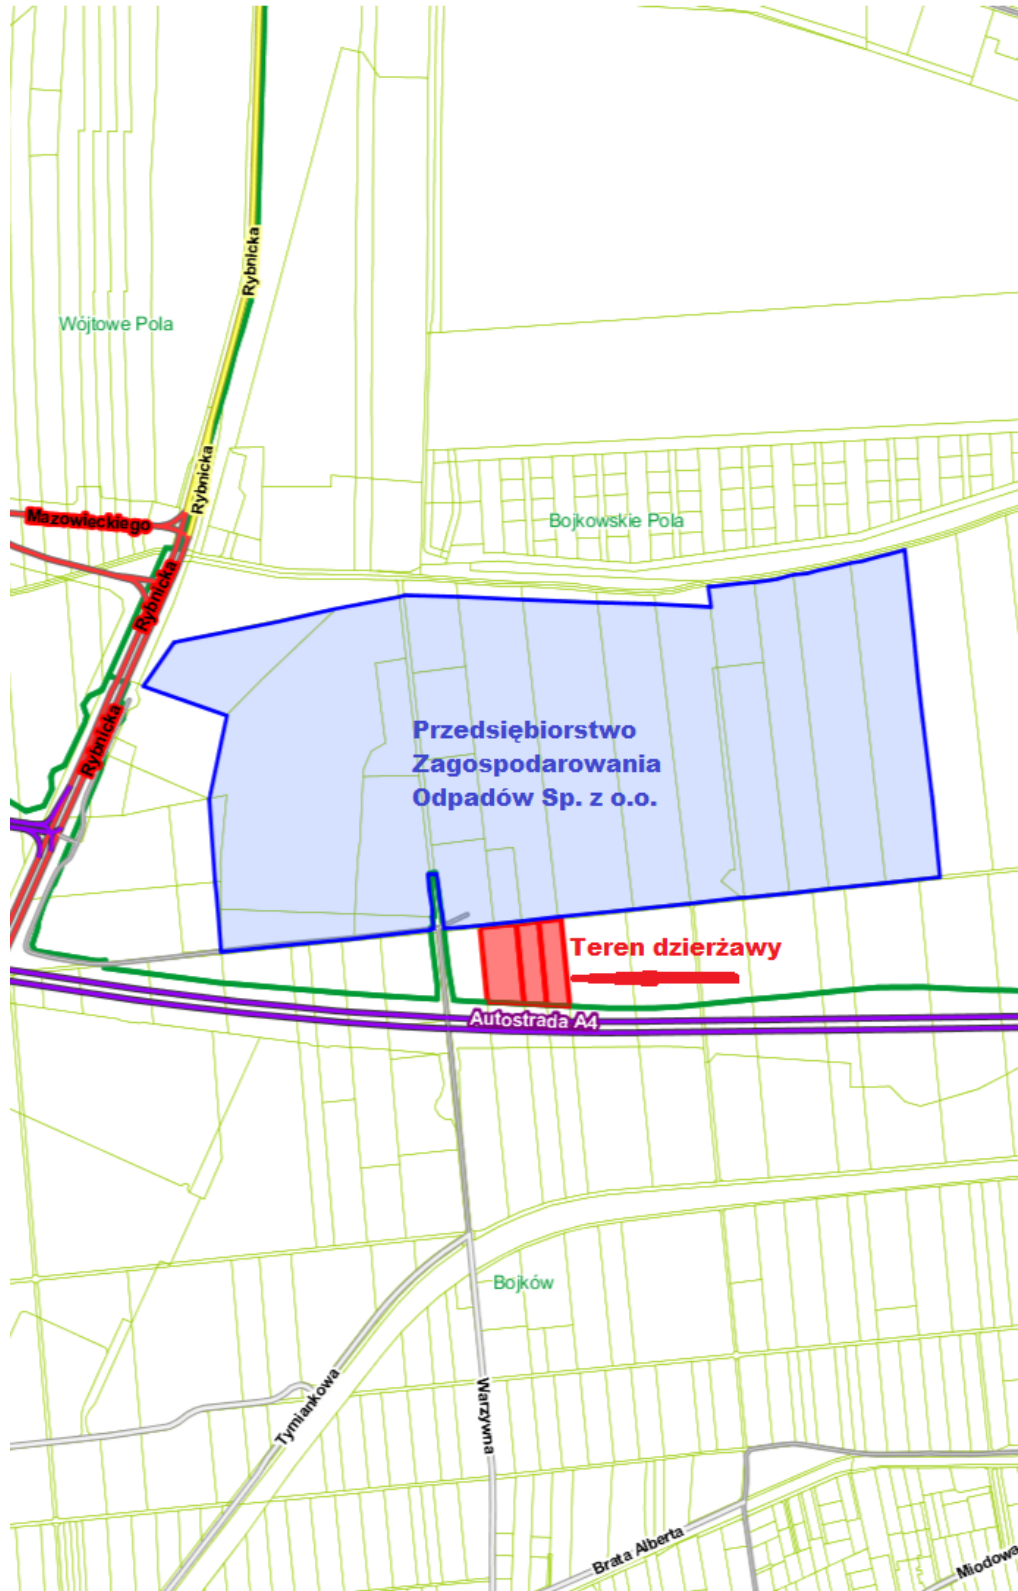 Rybnicka
Wójtowe Pola
Rybnicka
Mazowieckiego
Bojkowskie Pola
Rybnicka
Rybnicka
Przedsiębiorstwo
Zagospodarowania
Odpadów Sp. z o.o.
Teren dzierżawy
Autostrada A4
Bojków
Tymiankowa
Warzywna
Brata Alberta
Miodowa